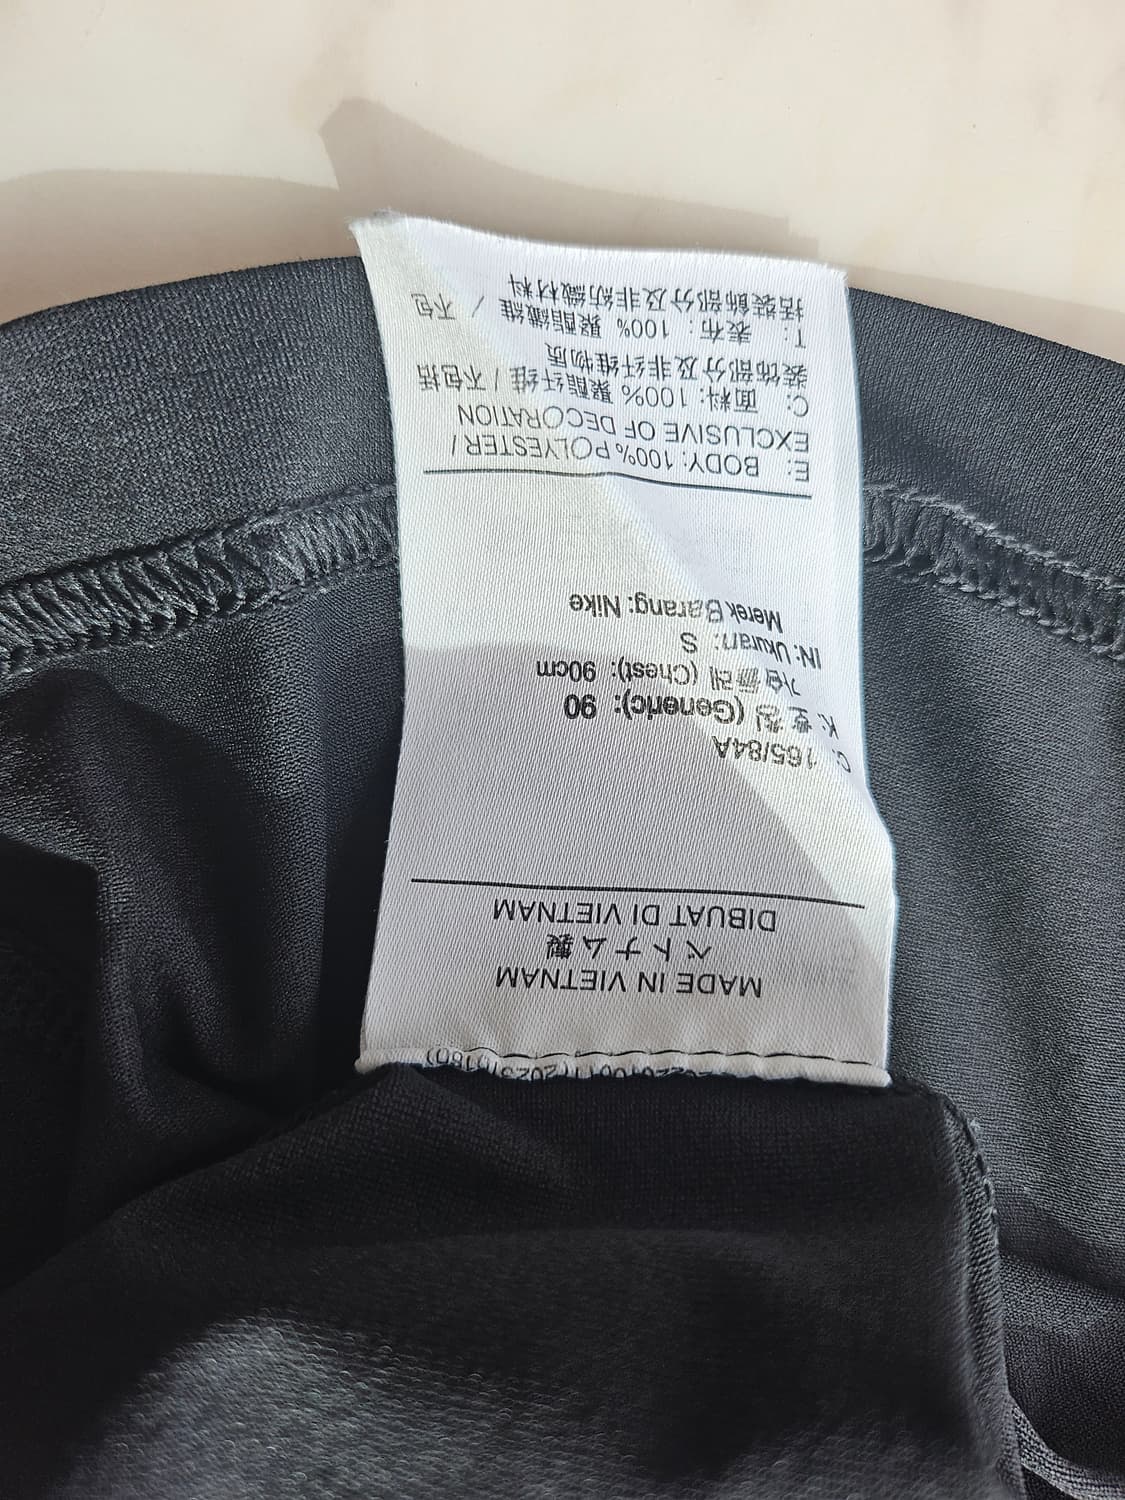 MADE IN VIETNAM
ベトナム製
DIBUAT DI VIETNAM
C: 165/84A
K: 호칭 (Generic): 90
가슴둘레 (Chest): 90cm
IN: Ukuran: S
Merek Barang: Nike
E: BODY: 100% POLYESTER /
EXCLUSIVE OF DECORATION
C: 面料: 100% 聚酯纤维 / 不包括
装饰部分及非纤维物质
T: 表布: 100% 聚酯纖維 / 不包
括裝飾部分及非紡織材料